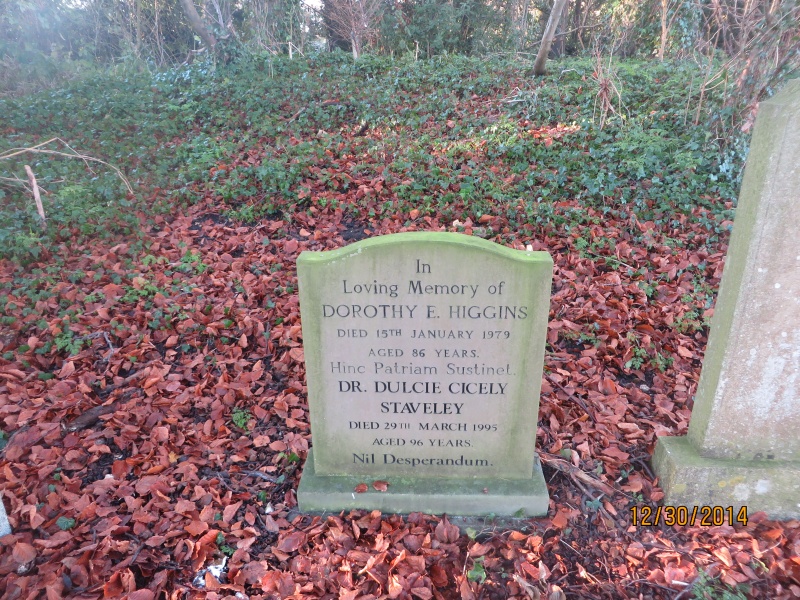 In
Loving Memory of
DOROTHY E. HIGGINS
DIED 15TH JANUARY 1979
AGED 86 YEARS.
Hinc Patriam Sustinet.
DR. DULCIE CICELY
STAVELEY
DIED 29TH MARCH 1995
AGED 96 YEARS.
Nil Desperandum.
12/30/2014